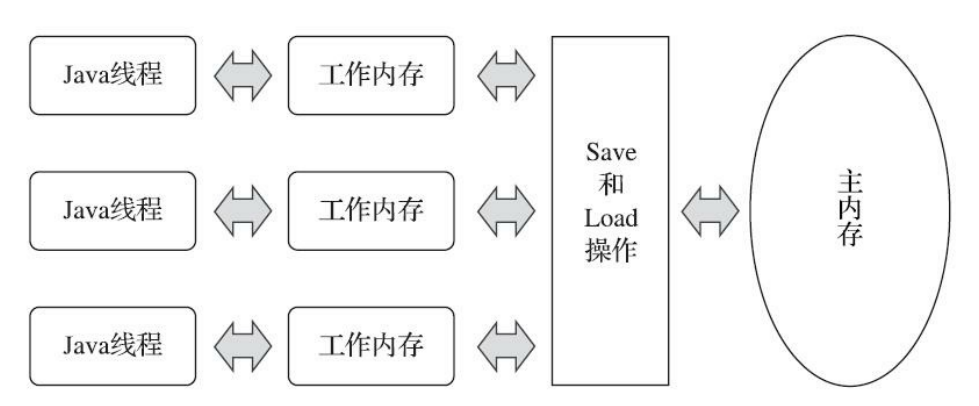 Java线程
工作内存
Java线程
工作内存
Java线程
工作内存
Save
和
Load
操作
主
内
存